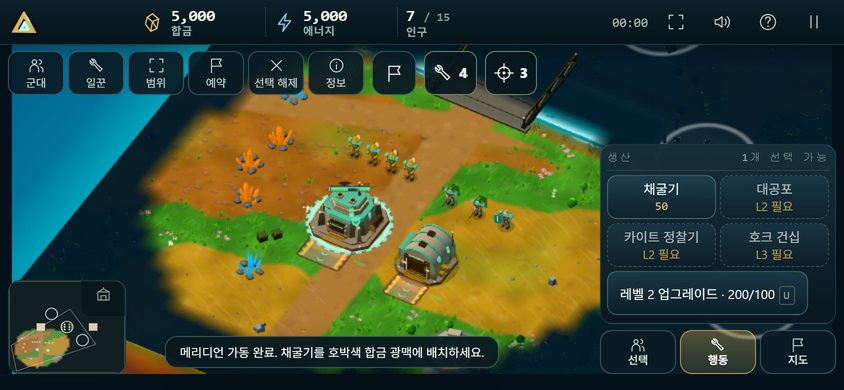 5,000
합금
5,000
에너지
7 / 15
인구
00:00
군대
일꾼
범위
예약
선택 해제
정보
4
3
생산
1개 선택 가능
채굴기
50
대공포
L2 필요
카이트 정찰기
L2 필요
호크 건십
L3 필요
레벨 2 업그레이드 · 200/100 U
메리디언 가동 완료. 채굴기를 호박색 합금 광맥에 배치하세요.
선택
행동
지도